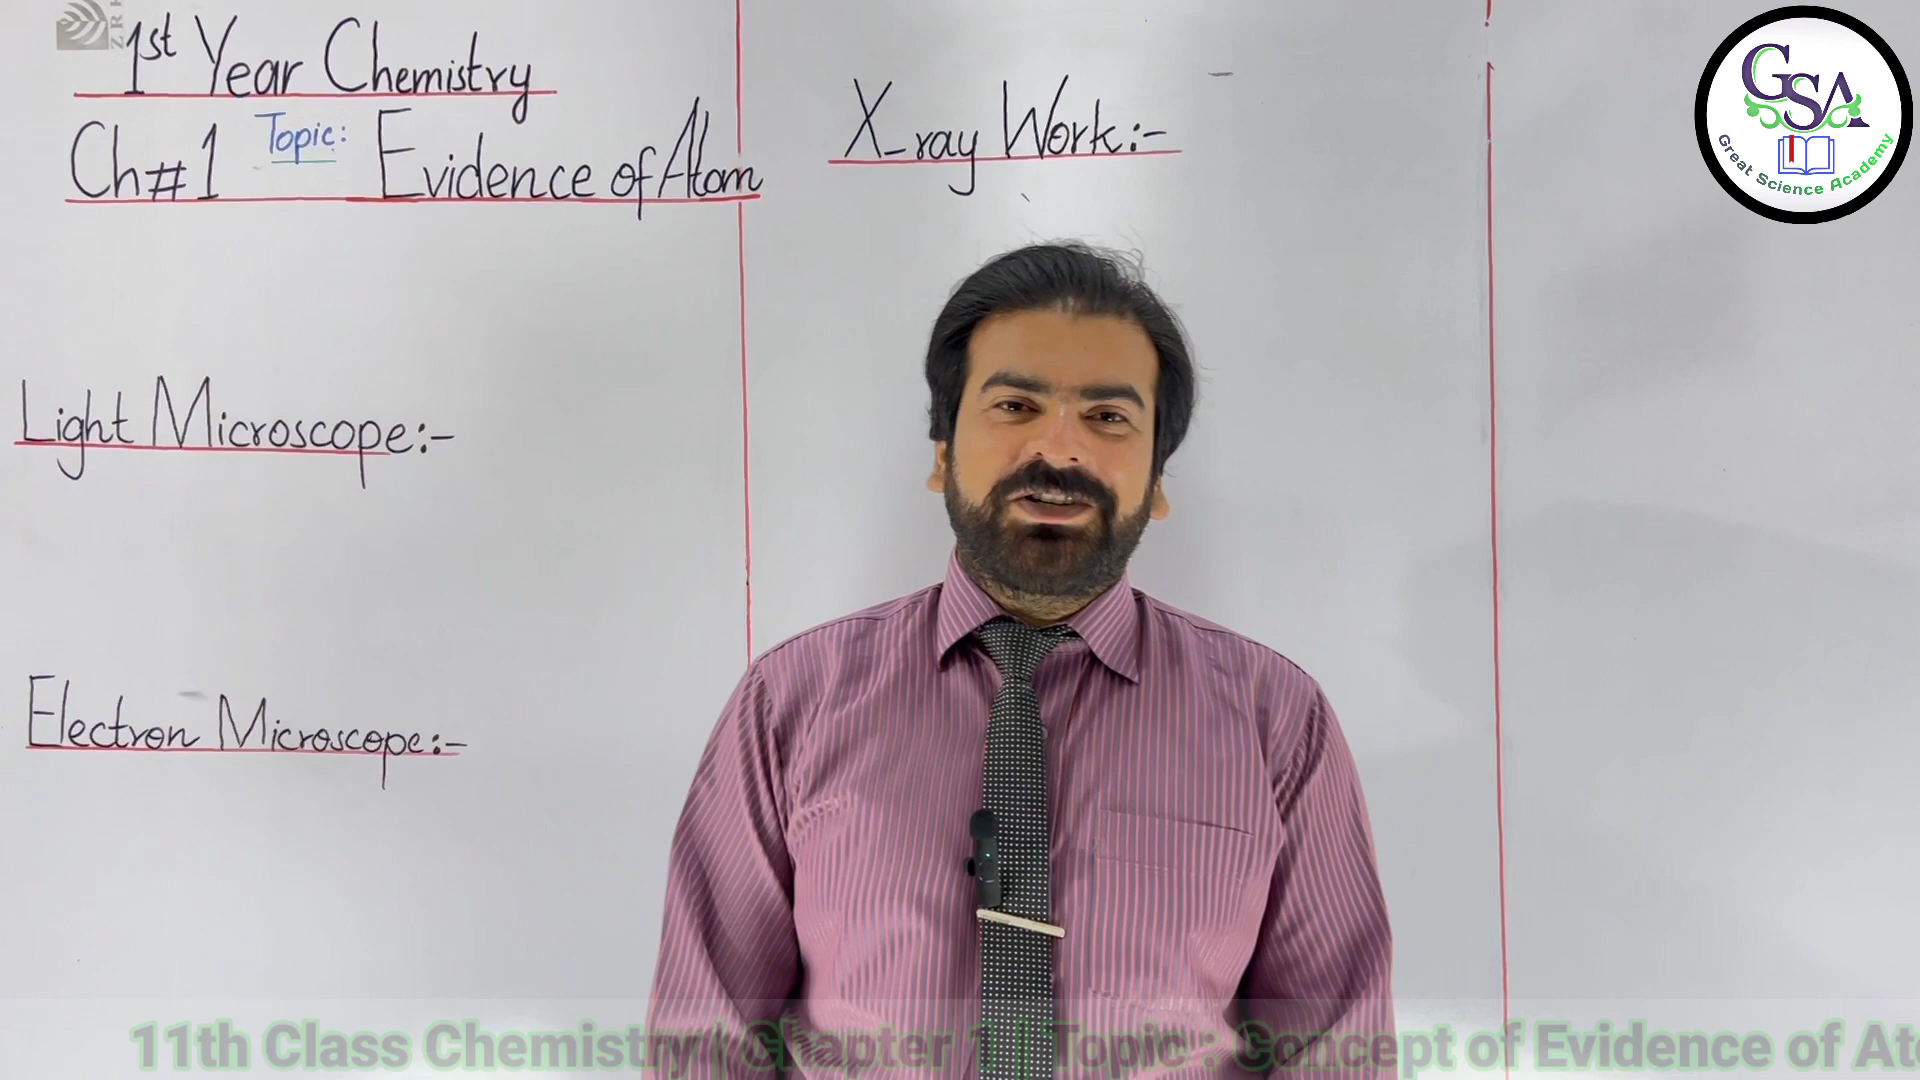 1st Year Chemistry
Ch#1 Topic: Evidence of Atom
Light Microscope:-
Electron Microscope:-
X-ray Work:-
GSA
Great Science Academy
11th Class Chemistry | Chapter 1 || Topic : Concept of Evidence of Ato